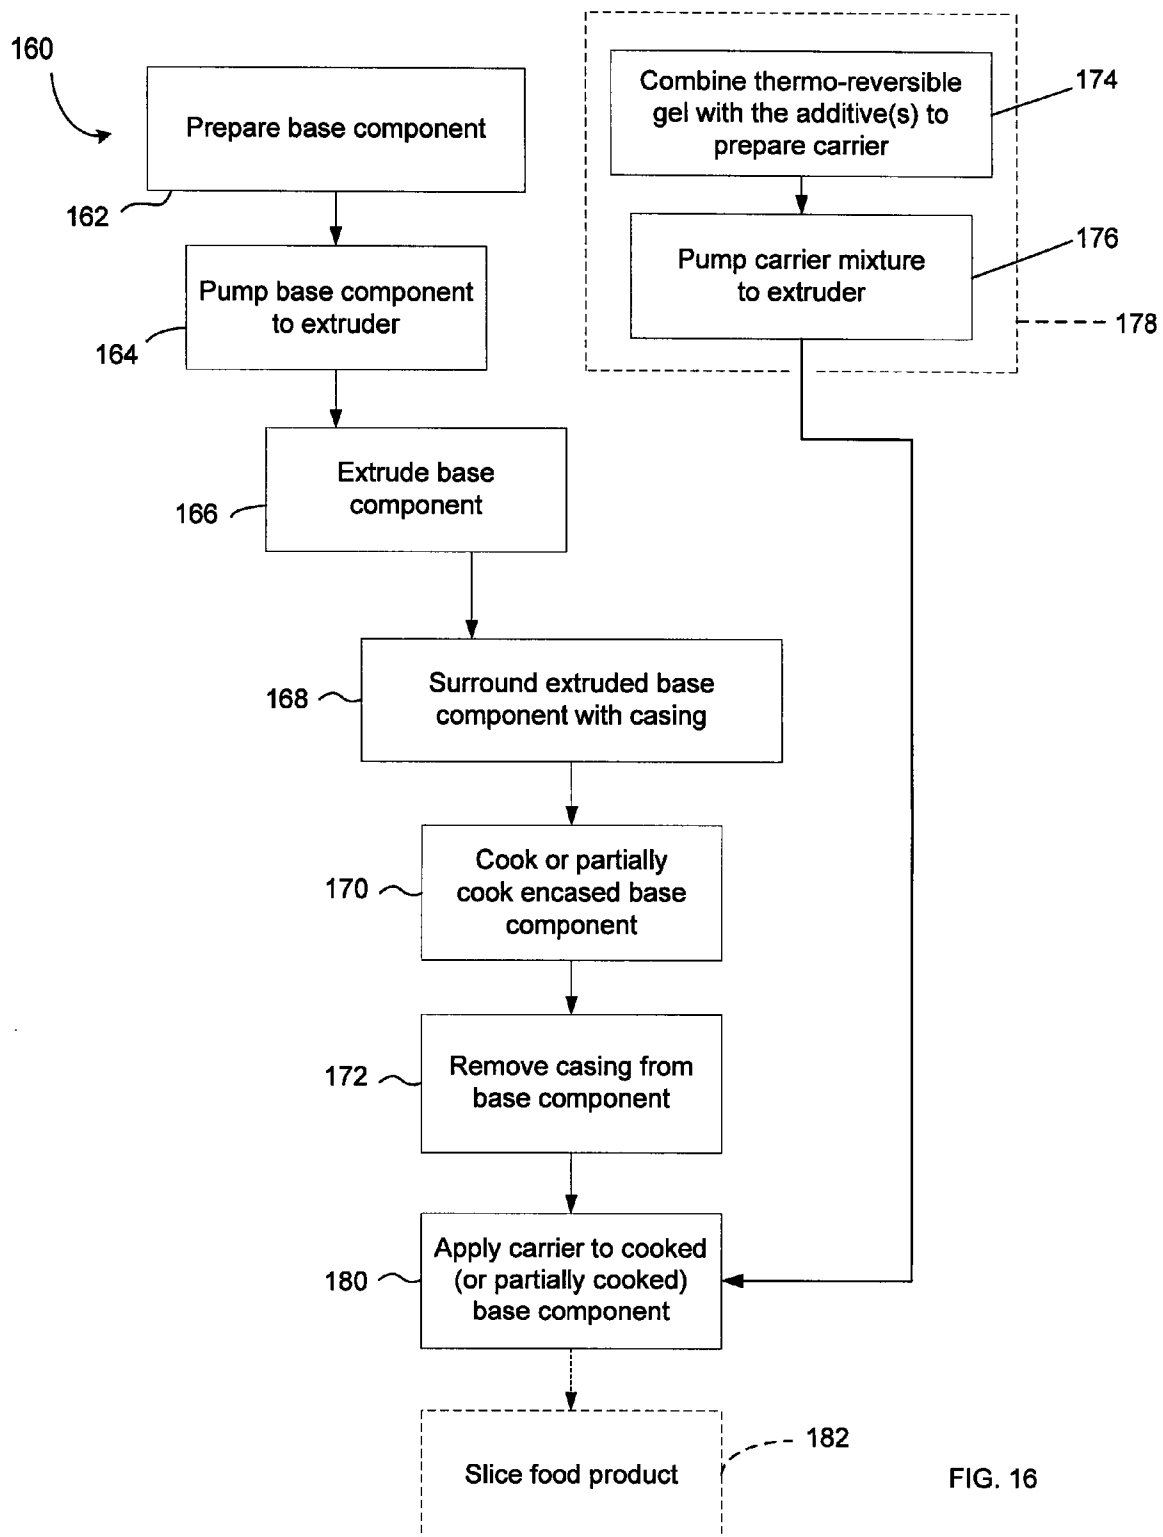 160
Prepare base component
162
Pump base component
to extruder
164
Extrude base
component
166
Surround extruded base
component with casing
168
Cook or partially
cook encased base
component
170
Remove casing from
base component
172
Combine thermo-reversible
gel with the additive(s) to
prepare carrier
174
Pump carrier mixture
to extruder
176
178
Apply carrier to cooked
(or partially cooked)
base component
180
Slice food product
182
FIG. 16